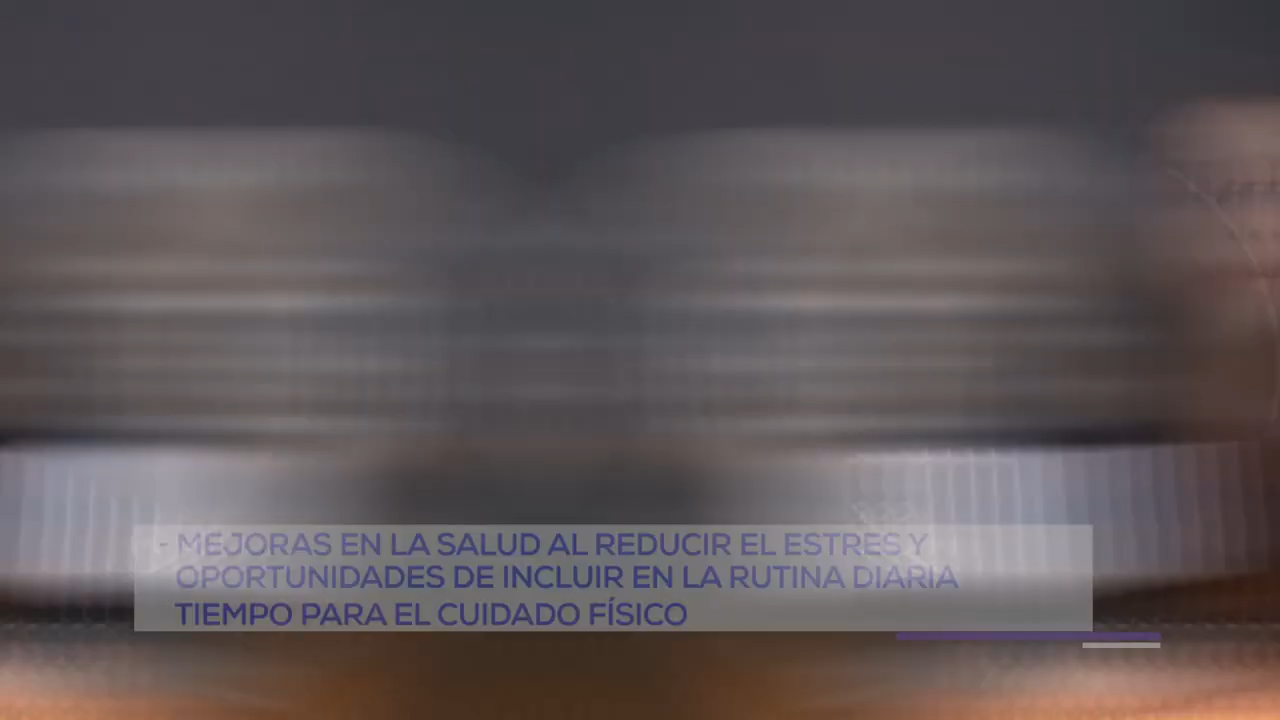 - MEJORAS EN LA SALUD AL REDUCIR EL ESTRES Y
OPORTUNIDADES DE INCLUIR EN LA RUTINA DIARIA
TIEMPO PARA EL CUIDADO FÍSICO